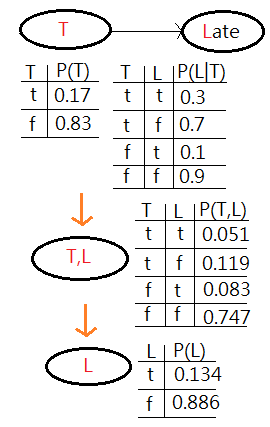 T Late
T P(T)
t 0.17
f 0.83
T L P(L|T)
t t 0.3
t f 0.7
f t 0.1
f f 0.9
T,L
T L P(T,L)
t t 0.051
t f 0.119
f t 0.083
f f 0.747
L
L P(L)
t 0.134
f 0.886